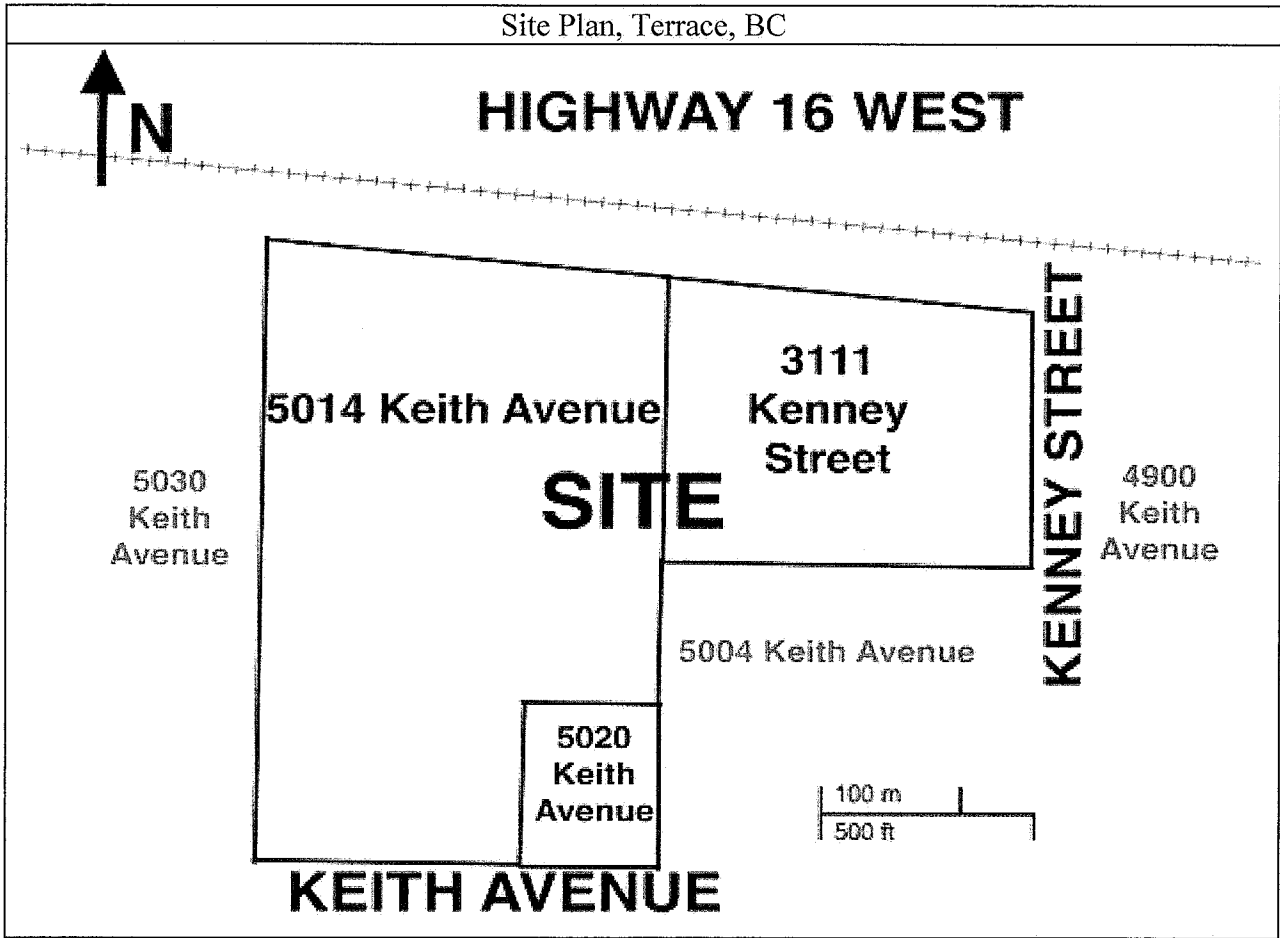 Site Plan, Terrace, BC
N
HIGHWAY 16 WEST
5014 Keith Avenue
3111
Kenney
Street
SITE
KENNEY STREET
5030
Keith
Avenue
4900
Keith
Avenue
5004 Keith Avenue
5020
Keith
Avenue
100 m
500 ft
KEITH AVENUE